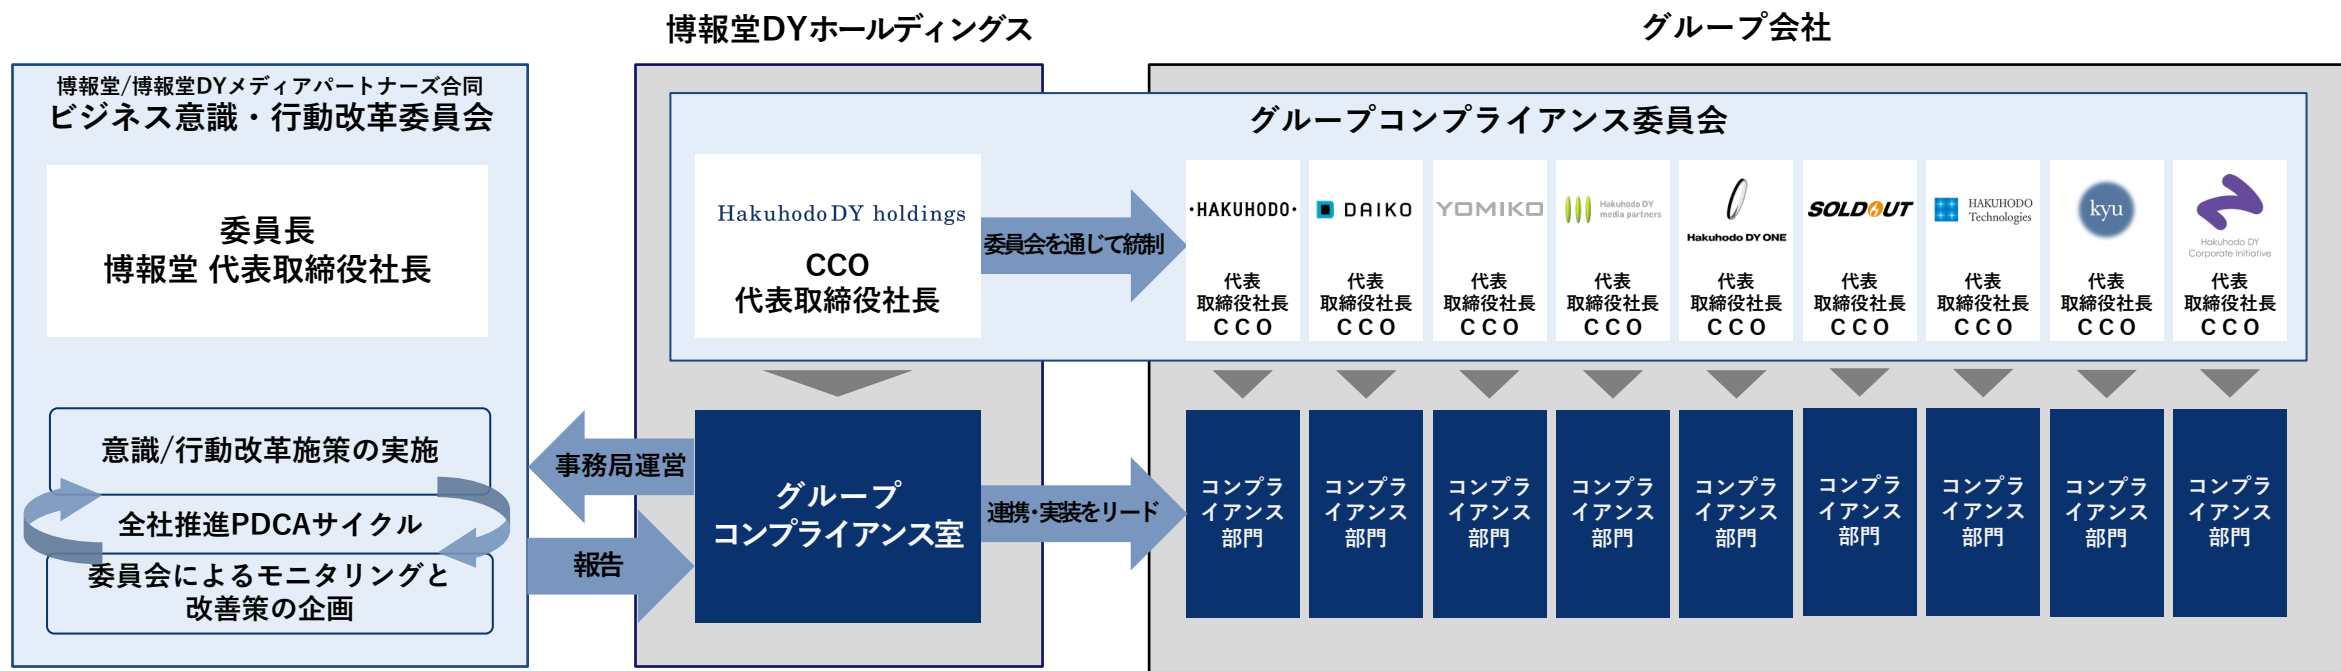 博報堂DYホールディングス
グループ会社
博報堂/博報堂DYメディアパートナーズ合同
ビジネス意識・行動改革委員会
委員長
博報堂 代表取締役社長
意識/行動改革施策の実施
全社推進PDCAサイクル
委員会によるモニタリングと
改善策の企画
事務局運営
報告
グループコンプライアンス委員会
Hakuhodo DY holdings
CCO
代表取締役社長
委員会を通じて統制
グループ
コンプライアンス室
連携・実装をリード
・HAKUHODO・
代表
取締役社長
CCO
DAIKO
代表
取締役社長
CCO
YOMIKO
代表
取締役社長
CCO
Hakuhodo DY
media partners
代表
取締役社長
CCO
Hakuhodo DY ONE
代表
取締役社長
CCO
SOLDOUT
代表
取締役社長
CCO
HAKUHODO
Technologies
代表
取締役社長
CCO
kyu
代表
取締役社長
CCO
Hakuhodo DY
Corporate Initiative
代表
取締役社長
CCO
コンプラ
イアンス
部門
コンプラ
イアンス
部門
コンプラ
イアンス
部門
コンプラ
イアンス
部門
コンプラ
イアンス
部門
コンプラ
イアンス
部門
コンプラ
イアンス
部門
コンプラ
イアンス
部門
コンプラ
イアンス
部門